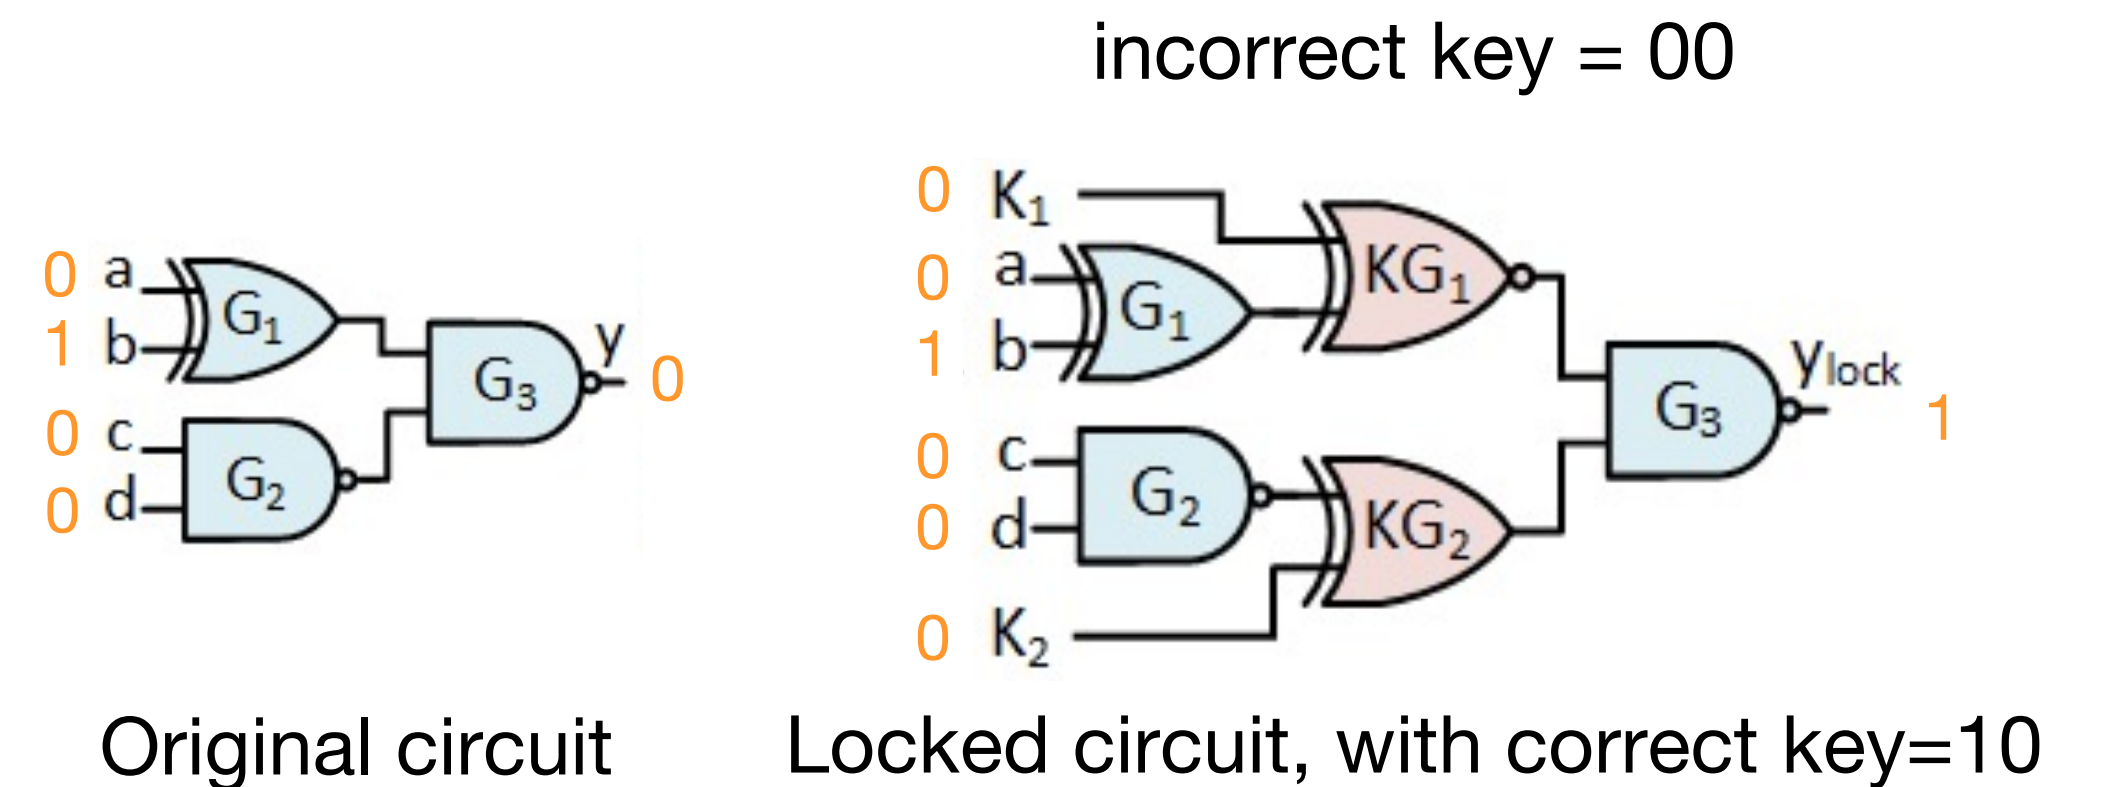 incorrect key = 00
0 a
1 b
G₁
0 c
0 d
G₂
G₃
y
0
0 K₁
0 a
1 b
G₁
KG₁
0 c
0 d
G₂
KG₂
0 K₂
G₃
ylock
1
Original circuit
Locked circuit, with correct key=10